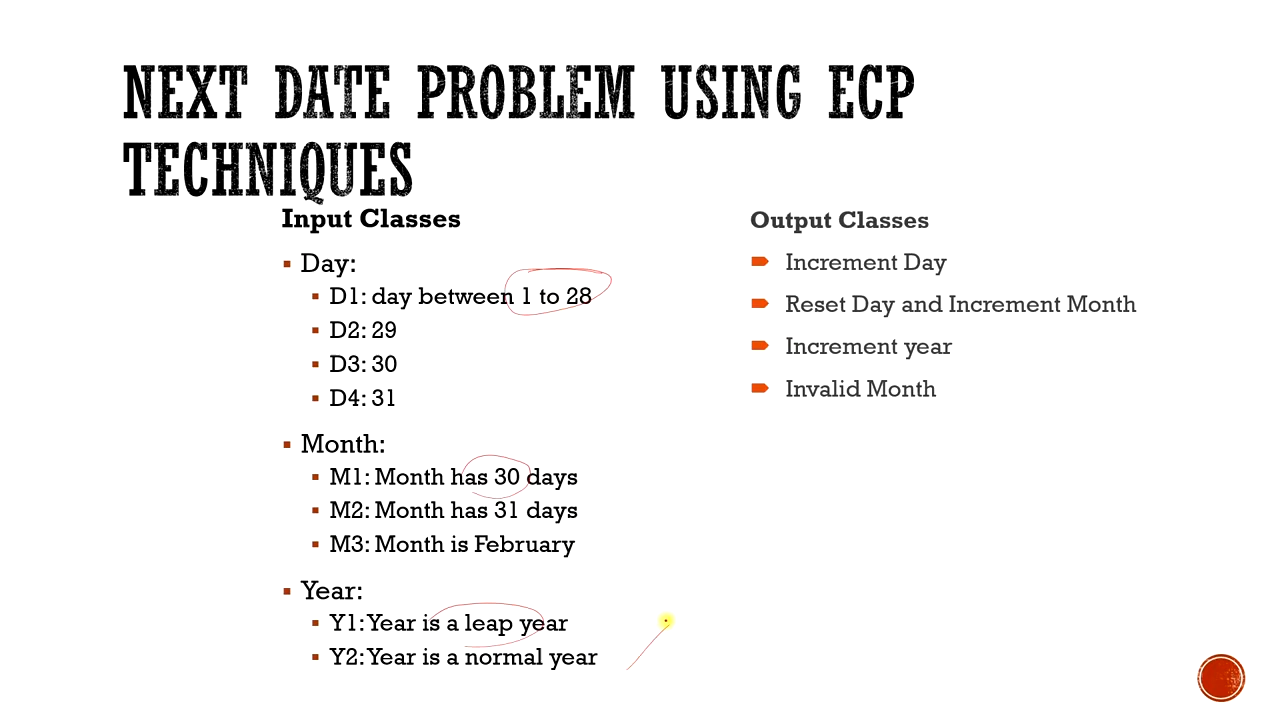 NEXT DATE PROBLEM USING ECP
TECHNIQUES
Input Classes
Day:
D1: day between 1 to 28
D2: 29
D3: 30
D4: 31
Month:
M1: Month has 30 days
M2: Month has 31 days
M3: Month is February
Year:
Y1: Year is a leap year
Y2: Year is a normal year
Output Classes
Increment Day
Reset Day and Increment Month
Increment year
Invalid Month